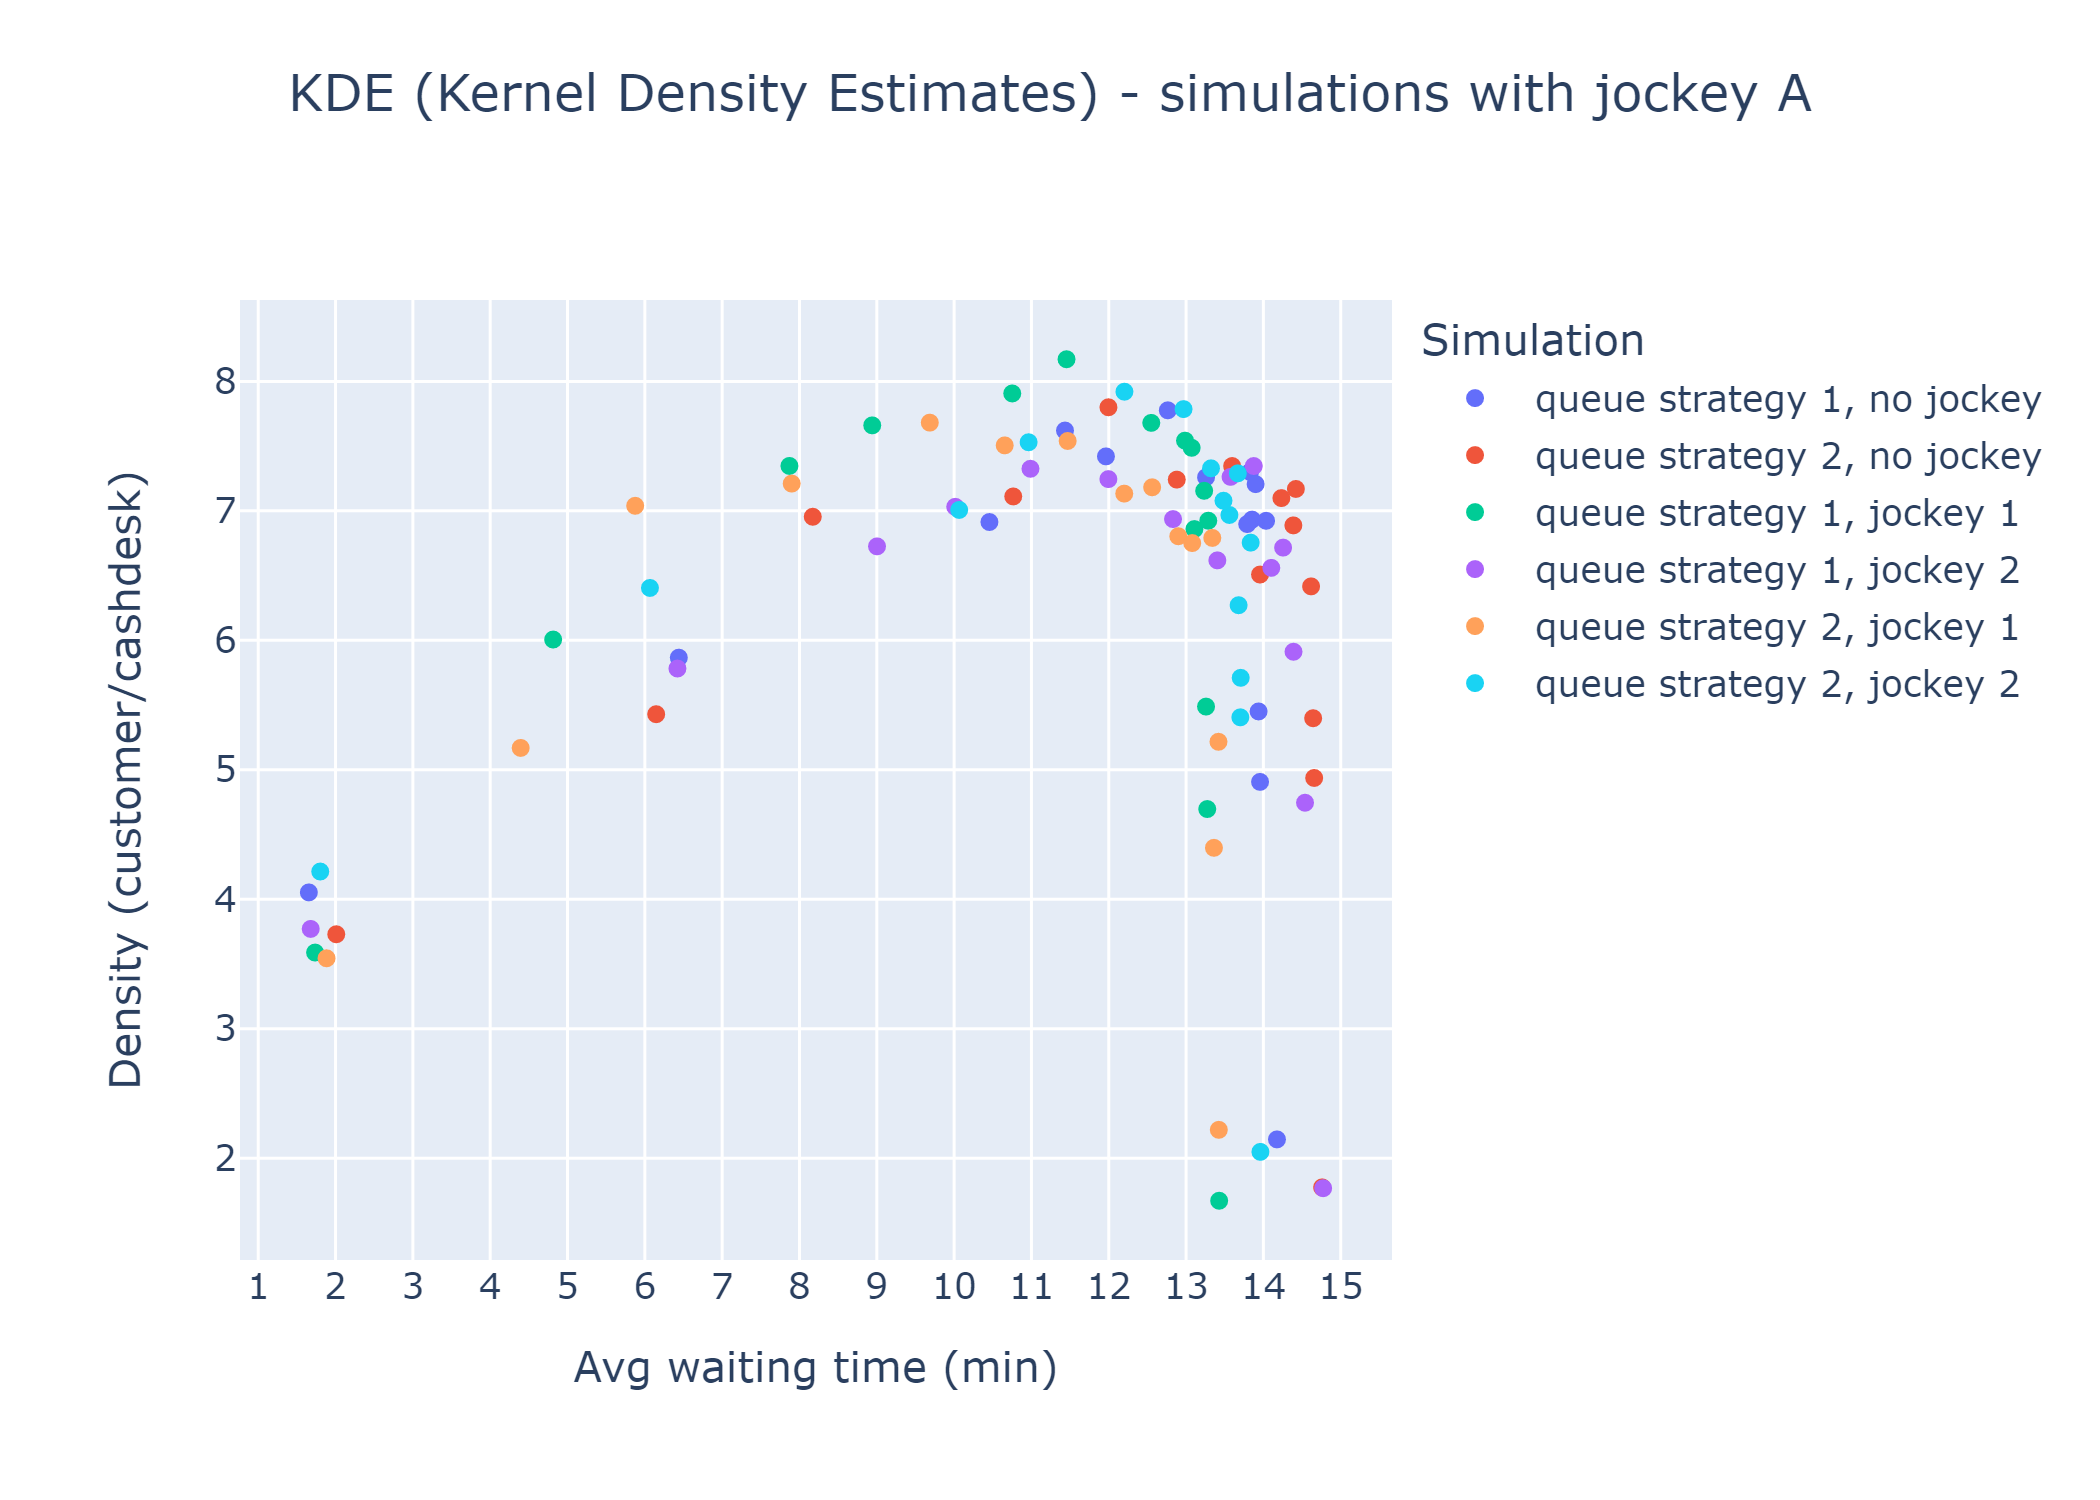 KDE (Kernel Density Estimates) - simulations with jockey A
Density (customer/cashdesk)
8
7
6
5
4
3
2
1 2 3 4 5 6 7 8 9 10 11 12 13 14 15
Avg waiting time (min)
Simulation
queue strategy 1, no jockey
queue strategy 2, no jockey
queue strategy 1, jockey 1
queue strategy 1, jockey 2
queue strategy 2, jockey 1
queue strategy 2, jockey 2